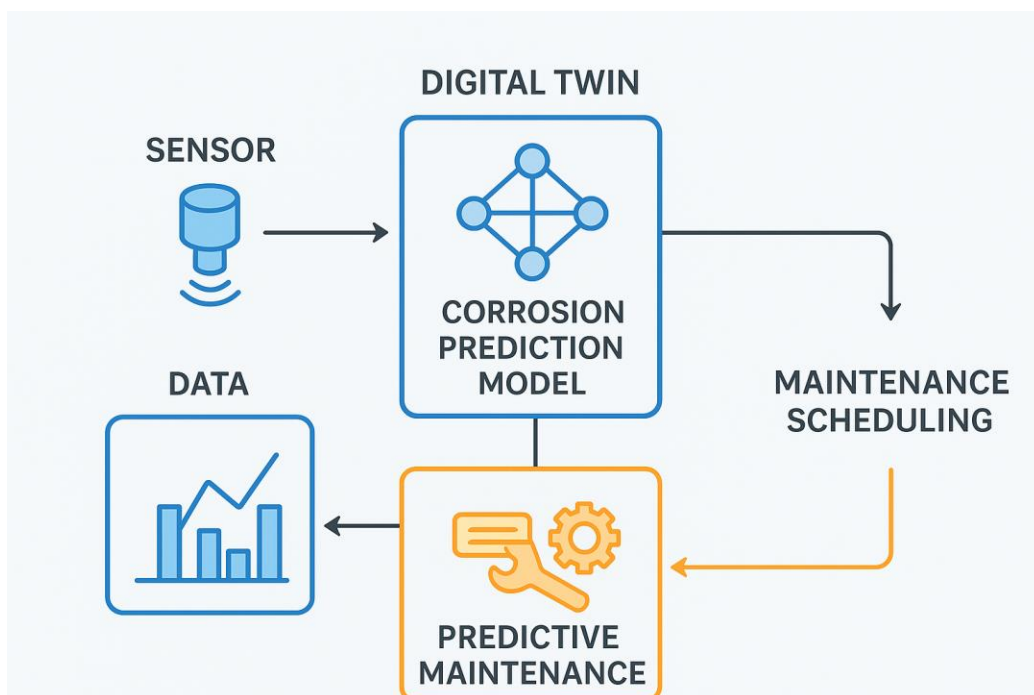 DIGITAL TWIN
SENSOR
CORROSION
PREDICTION
MODEL
DATA
MAINTENANCE
SCHEDULING
PREDICTIVE
MAINTENANCE